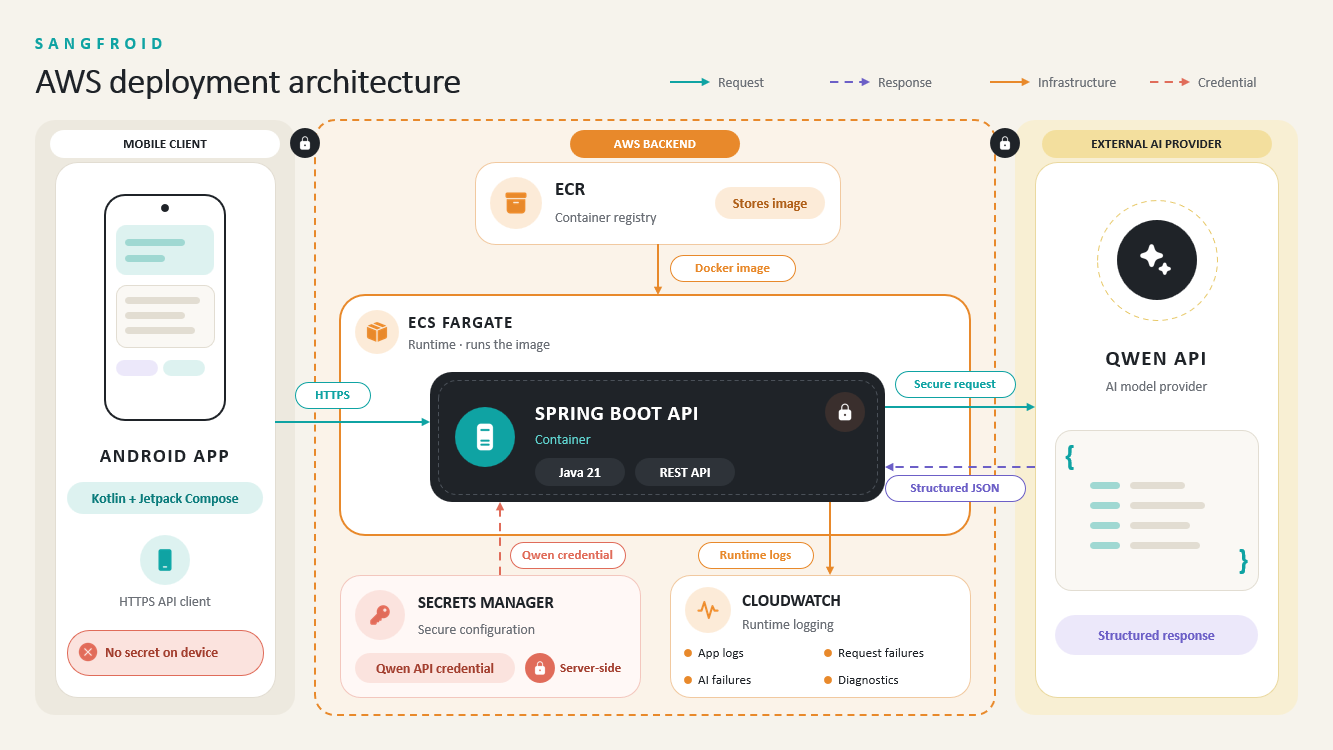 SANGFROID
AWS deployment architecture
Request
Response
Infrastructure
Credential
MOBILE CLIENT
AWS BACKEND
EXTERNAL AI PROVIDER
ECR
Container registry
Stores image
Docker image
ECS FARGATE
Runtime · runs the image
HTTPS
SPRING BOOT API
Container
Java 21
REST API
Secure request
Structured JSON
ANDROID APP
Kotlin + Jetpack Compose
HTTPS API client
No secret on device
Qwen credential
Runtime logs
SECRETS MANAGER
Secure configuration
Qwen API credential
Server-side
CLOUDWATCH
Runtime logging
App logs
Request failures
AI failures
Diagnostics
QWEN API
AI model provider
{
}
Structured response